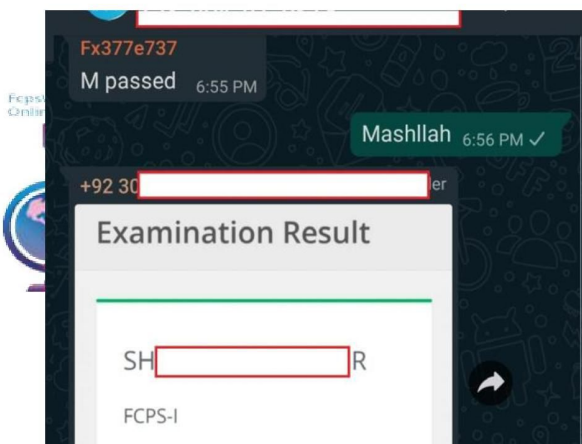 Fx377e737
M passed 6:55 PM
Mashllah 6:56 PM
+92 30
Examination Result
SH R
FCPS-I